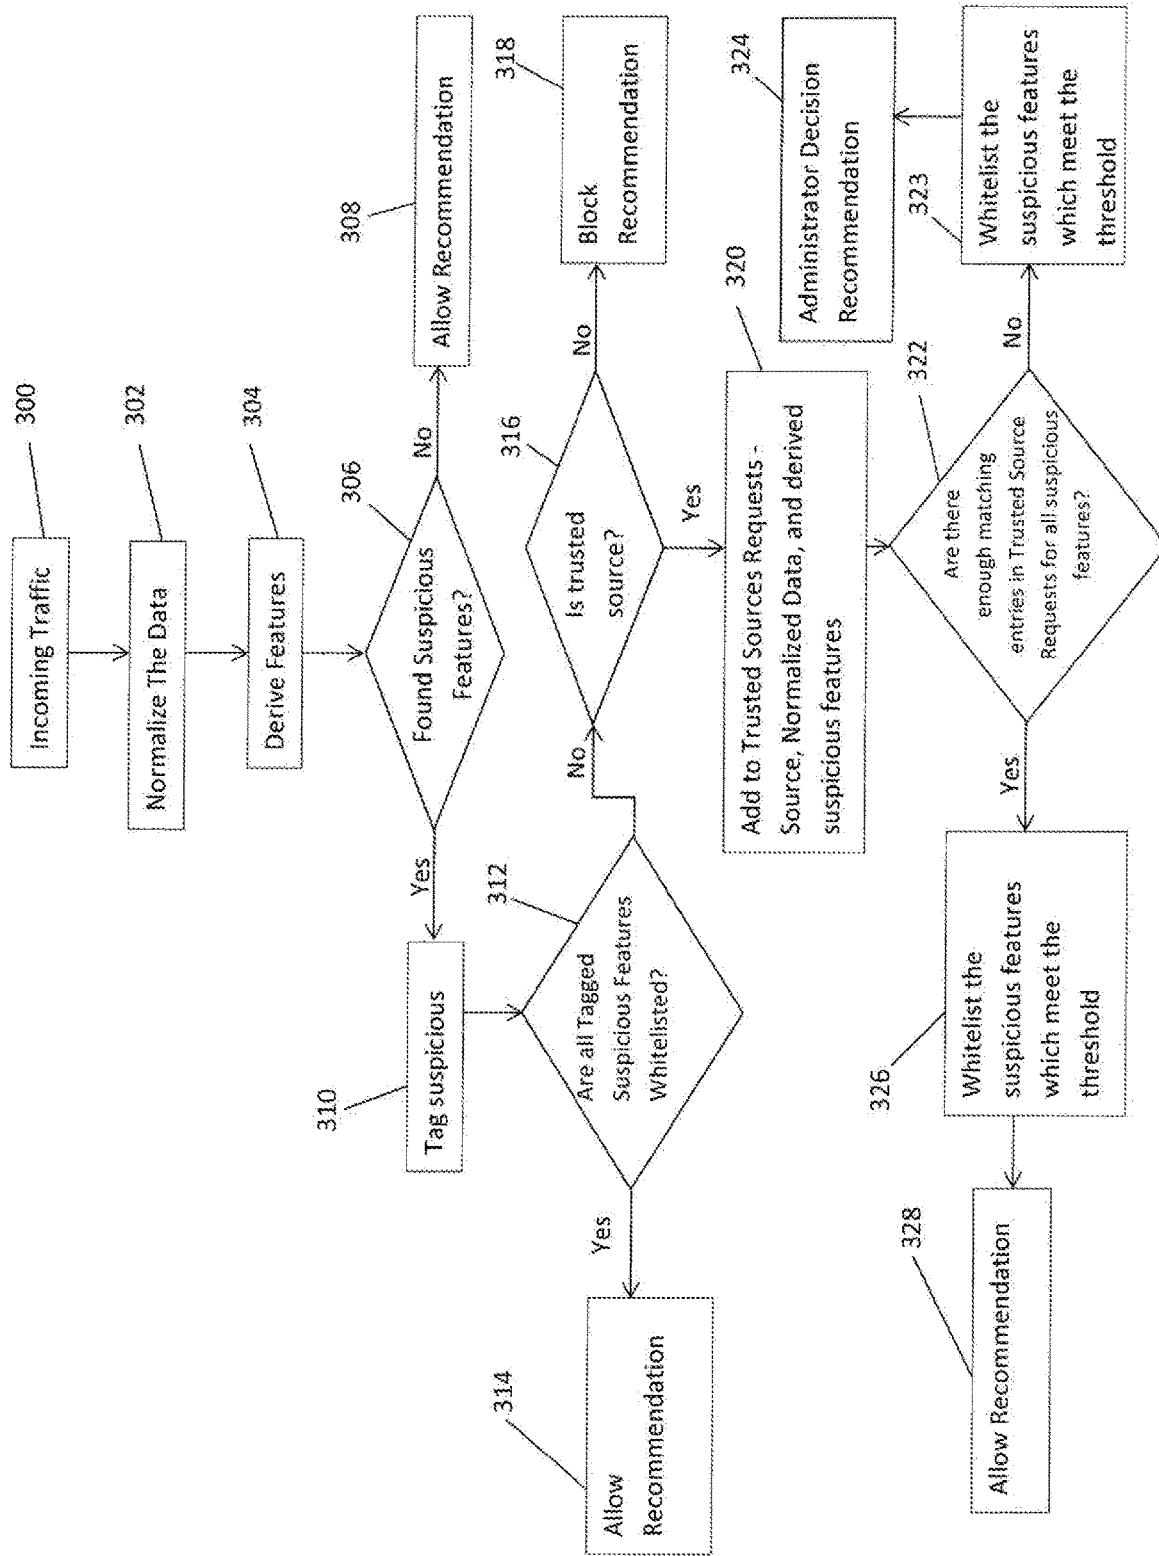 300
Incoming Traffic
302
Normalize The Data
304
Derive Features
306
Found Suspicious
Features?
No
308
Allow Recommendation
Yes
310
Tag suspicious
312
Are all Tagged
Suspicious Features
Whitelisted?
Yes
314
Allow
Recommendation
No
316
Is trusted
source?
No
318
Block
Recommendation
Yes
320
Add to Trusted Sources Requests -
Source, Normalized Data, and derived
suspicious features
322
Are there
enough matching
entries in Trusted Source
Requests for all suspicious
features?
No
323
Whitelist the
suspicious features
which meet the
threshold
324
Administrator Decision
Recommendation
Yes
326
Whitelist the
suspicious features
which meet the
threshold
328
Allow Recommendation